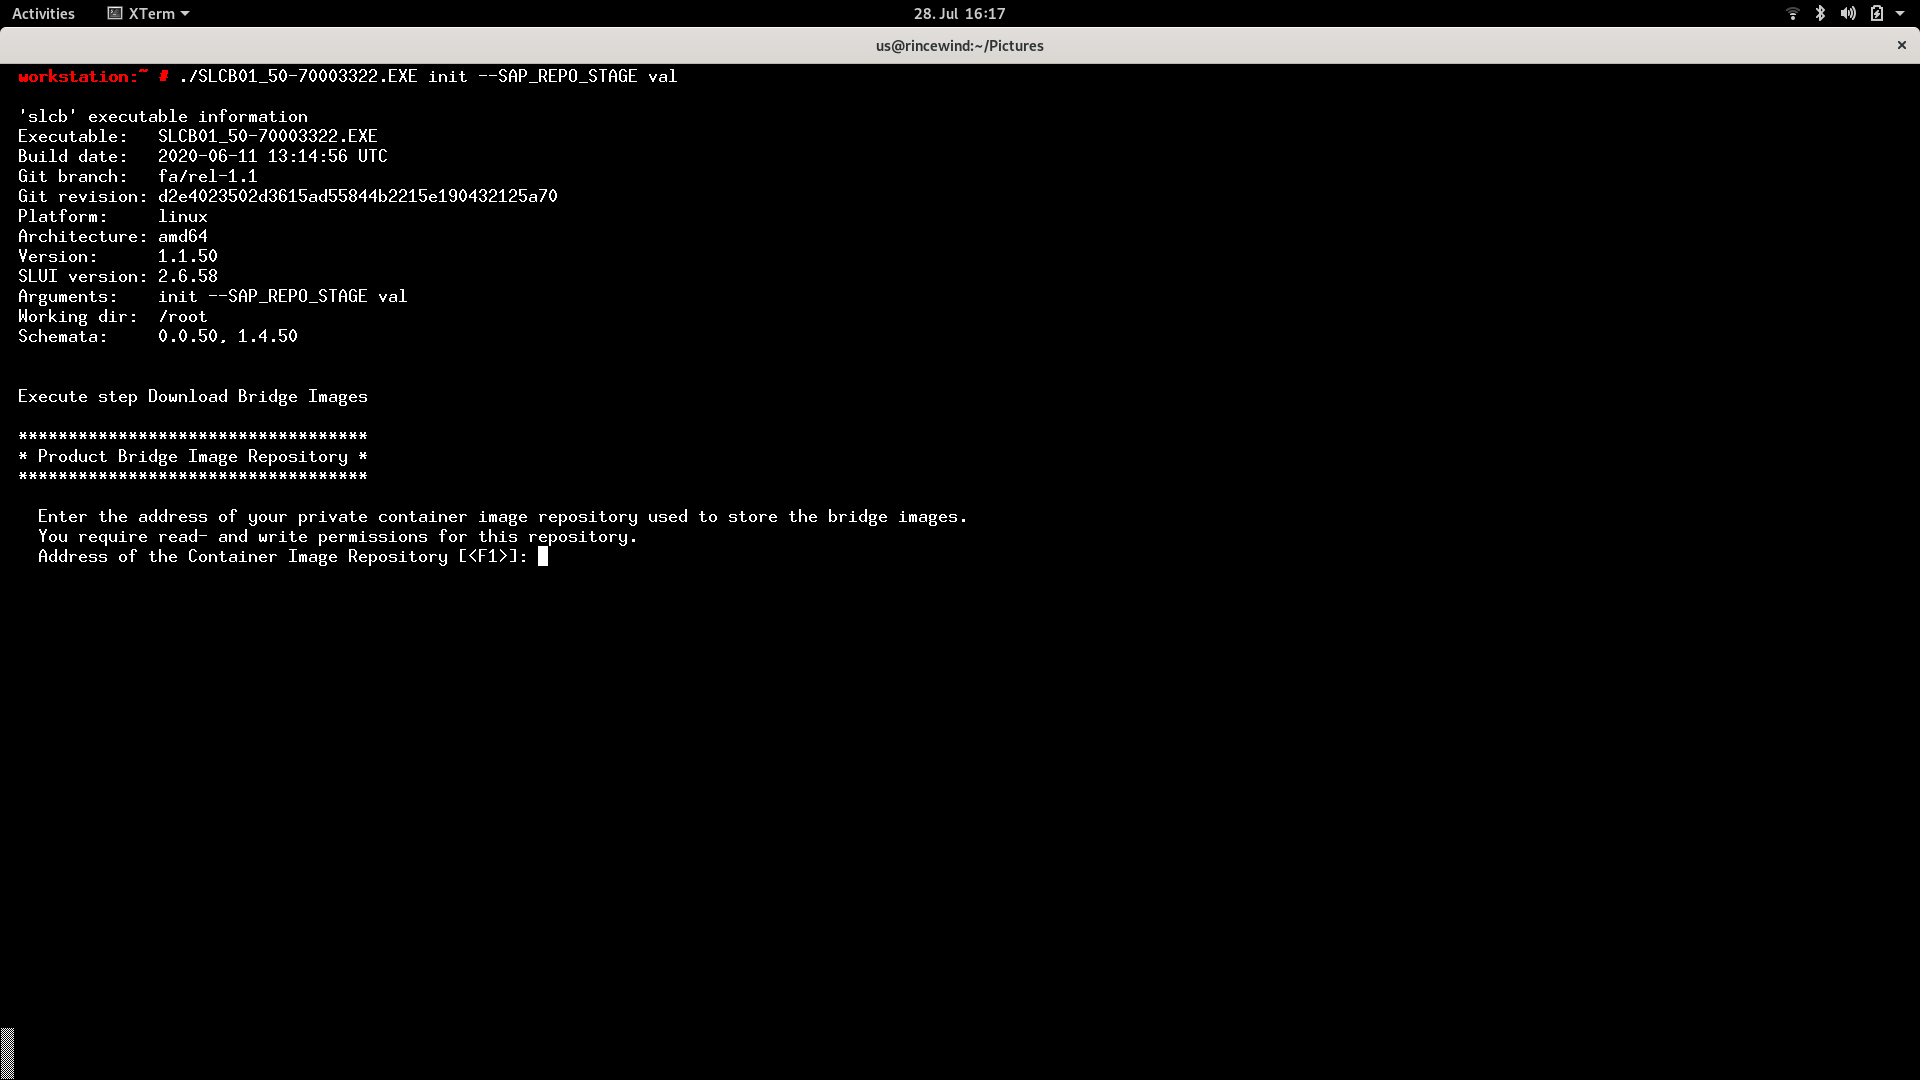 Activities XTerm 28. Jul 16:17
us@rincewind:~/Pictures ×
workstation:~ # ./SLCB01_50-70003322.EXE init --SAP_REPO_STAGE val
'slcb' executable information
Executable: SLCB01_50-70003322.EXE
Build date: 2020-06-11 13:14:56 UTC
Git branch: fa/rel-1.1
Git revision: d2e4023502d3615ad55844b2215e190432125a70
Platform: linux
Architecture: amd64
Version: 1.1.50
SLUI version: 2.6.58
Arguments: init --SAP_REPO_STAGE val
Working dir: /root
Schemata: 0.0.50, 1.4.50
Execute step Download Bridge Images
***********************************
* Product Bridge Image Repository *
***********************************
Enter the address of your private container image repository used to store the bridge images.
You require read- and write permissions for this repository.
Address of the Container Image Repository [<F1>]: